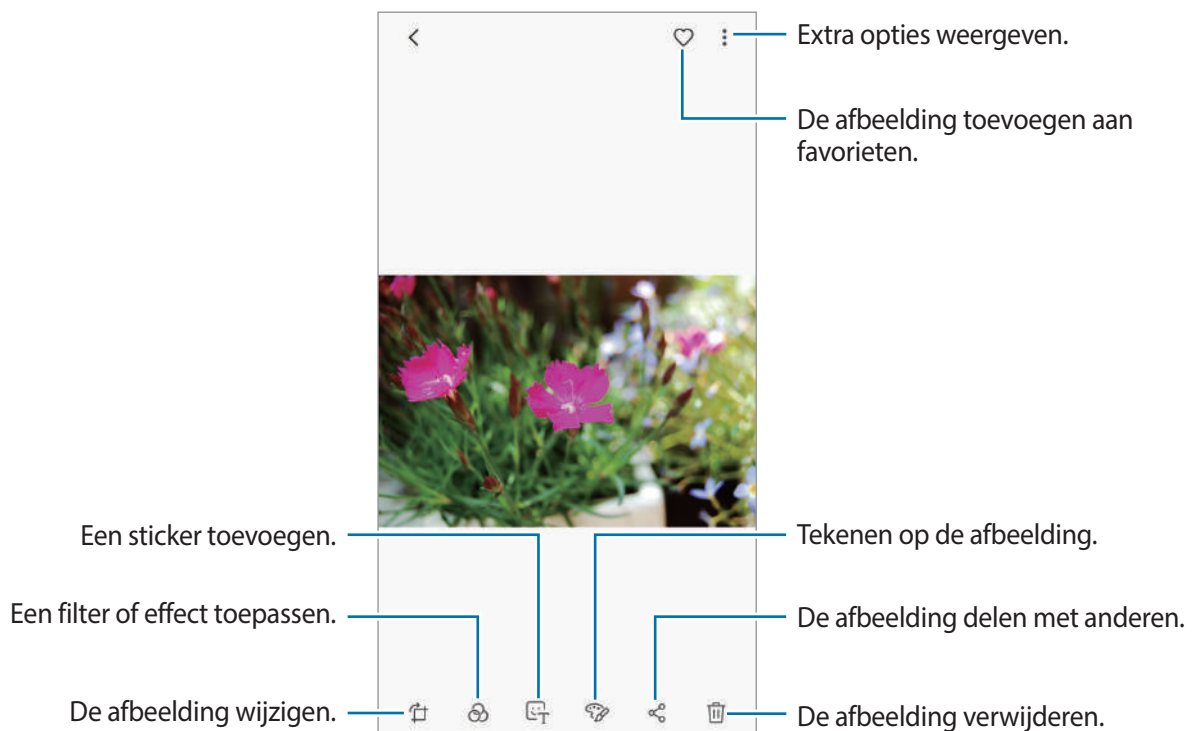 Extra opties weergeven.
De afbeelding toevoegen aan
favorieten.
Een sticker toevoegen.
Tekenen op de afbeelding.
Een filter of effect toepassen.
De afbeelding delen met anderen.
De afbeelding wijzigen.
De afbeelding verwijderen.